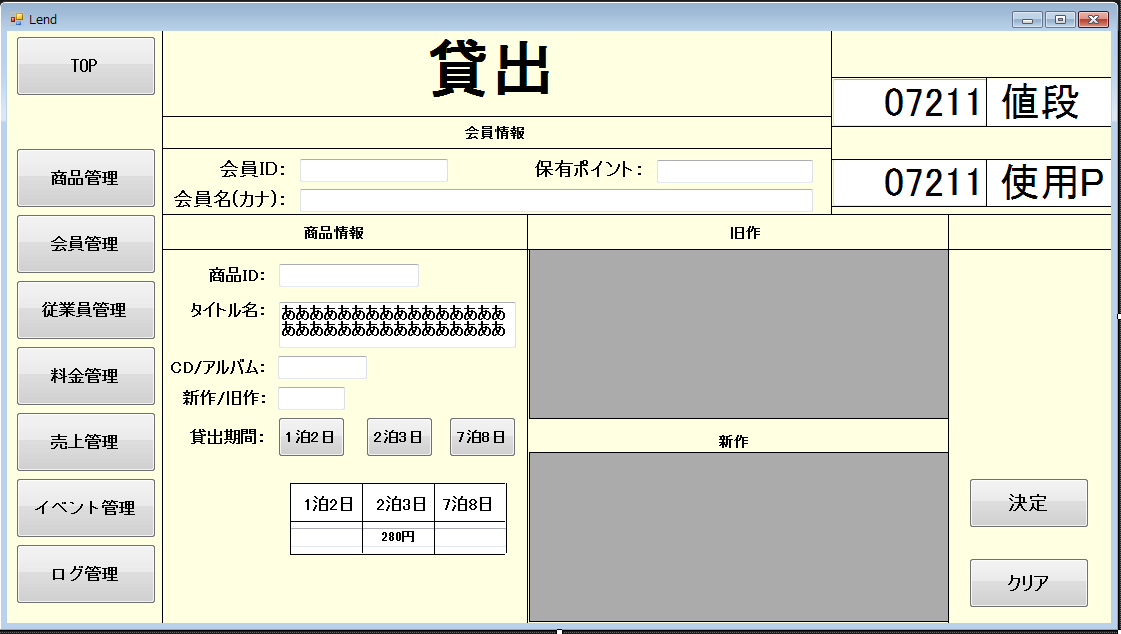 Lend
TOP
商品管理
会員管理
従業員管理
料金管理
売上管理
イベント管理
ログ管理
貸出
会員情報
会員ID:
保有ポイント:
会員名(カナ):
07211 値段
07211 使用P
商品情報
商品ID:
タイトル名:
ああああああああああああああああ
ああああああああああああああああ
CD/アルバム:
新作/旧作:
貸出期間:
1泊2日 2泊3日 7泊8日
1泊2日 2泊3日 7泊8日
280円
旧作
新作
決定
クリア